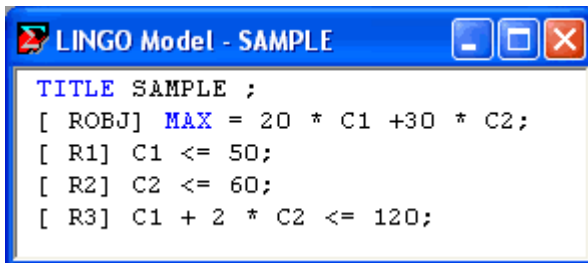 LINGO Model - SAMPLE
TITLE SAMPLE ;
[ ROBJ] MAX = 20 * C1 +30 * C2;
[ R1] C1 <= 50;
[ R2] C2 <= 60;
[ R3] C1 + 2 * C2 <= 120;